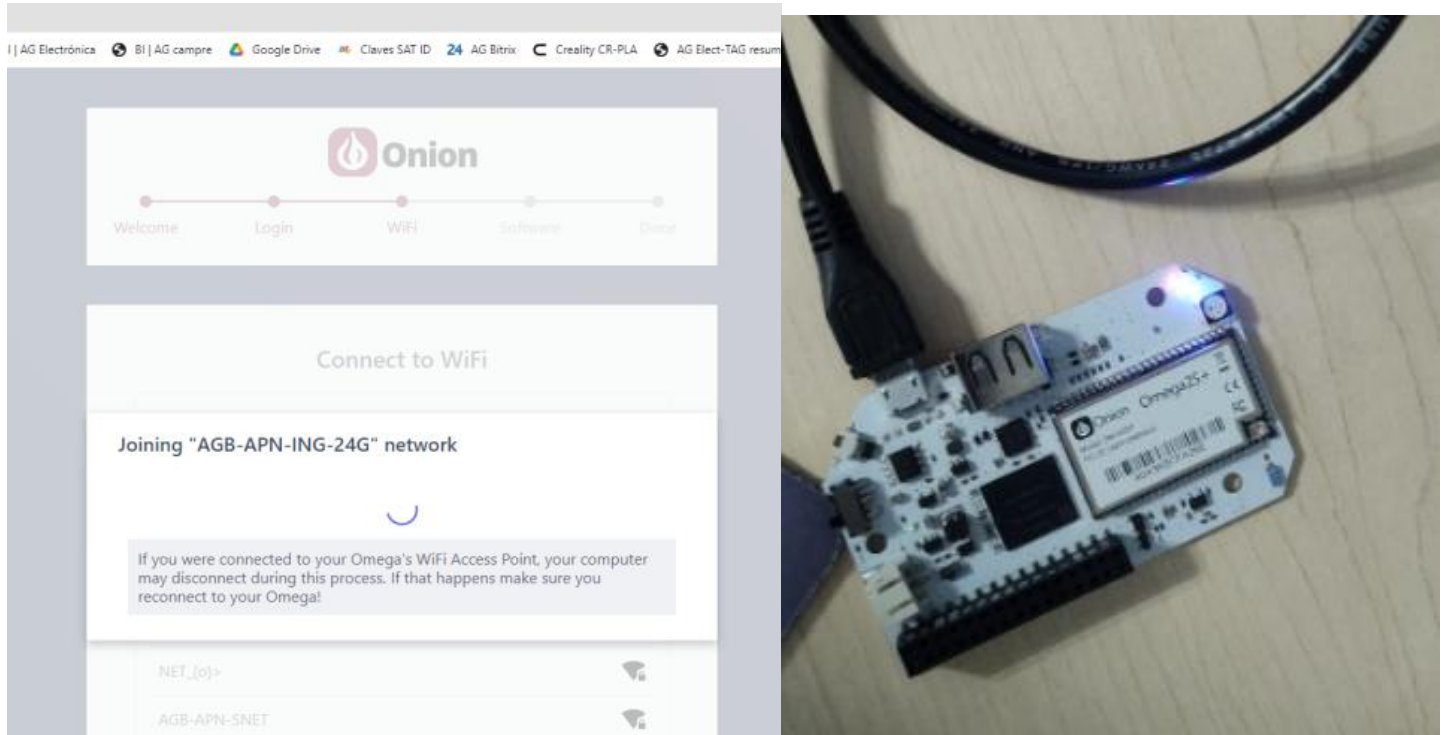 | AG Electrónica BI | AG campre Google Drive Claves SAT ID 24 AG Bitrix Creality CR-PLA AG Elect-TAG resum
Onion
Welcome Login WiFi Software Done
Connect to WiFi
Joining "AGB-APN-ING-24G" network
If you were connected to your Omega's WiFi Access Point, your computer
may disconnect during this process. If that happens make sure you
reconnect to your Omega!
NET_(o)>
AGB-APN-SNET
Onion Omega2S+